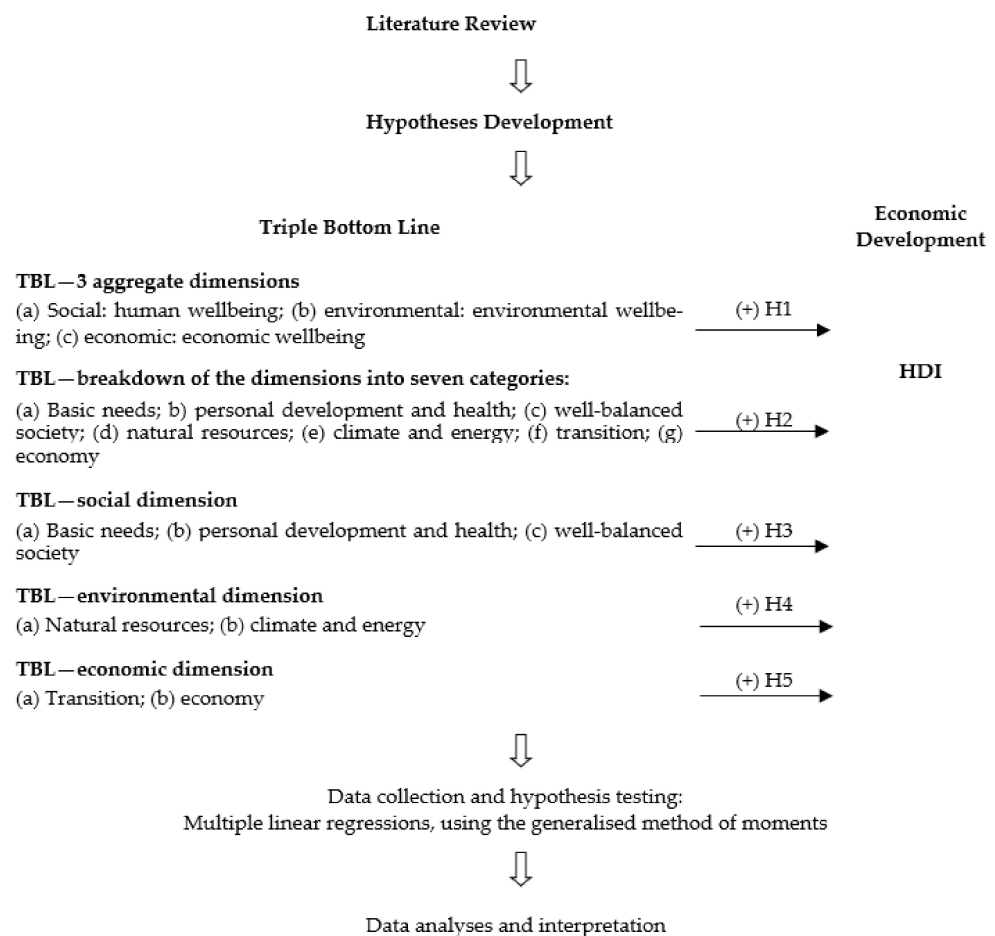 Literature Review
Hypotheses Development
Triple Bottom Line
Economic
Development
TBL—3 aggregate dimensions
(a) Social: human wellbeing; (b) environmental: environmental wellbe-
ing; (c) economic: economic wellbeing
(+) H1
TBL—breakdown of the dimensions into seven categories:
HDI
(a) Basic needs; b) personal development and health; (c) well-balanced
society; (d) natural resources; (e) climate and energy; (f) transition; (g)
economy
(+) H2
TBL—social dimension
(a) Basic needs; (b) personal development and health; (c) well-balanced
society
(+) H3
TBL—environmental dimension
(a) Natural resources; (b) climate and energy
(+) H4
TBL—economic dimension
(a) Transition; (b) economy
(+) H5
Data collection and hypothesis testing:
Multiple linear regressions, using the generalised method of moments
Data analyses and interpretation